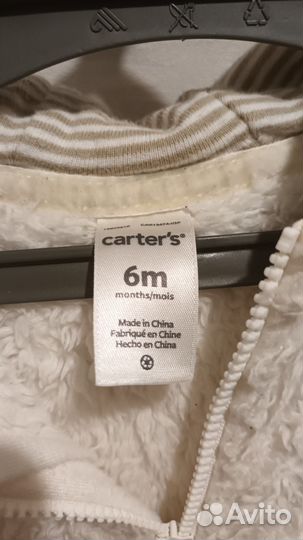 carter's®
6m
months/mois
Made in China
Fabriqué en Chine
Hecho en China
Avito